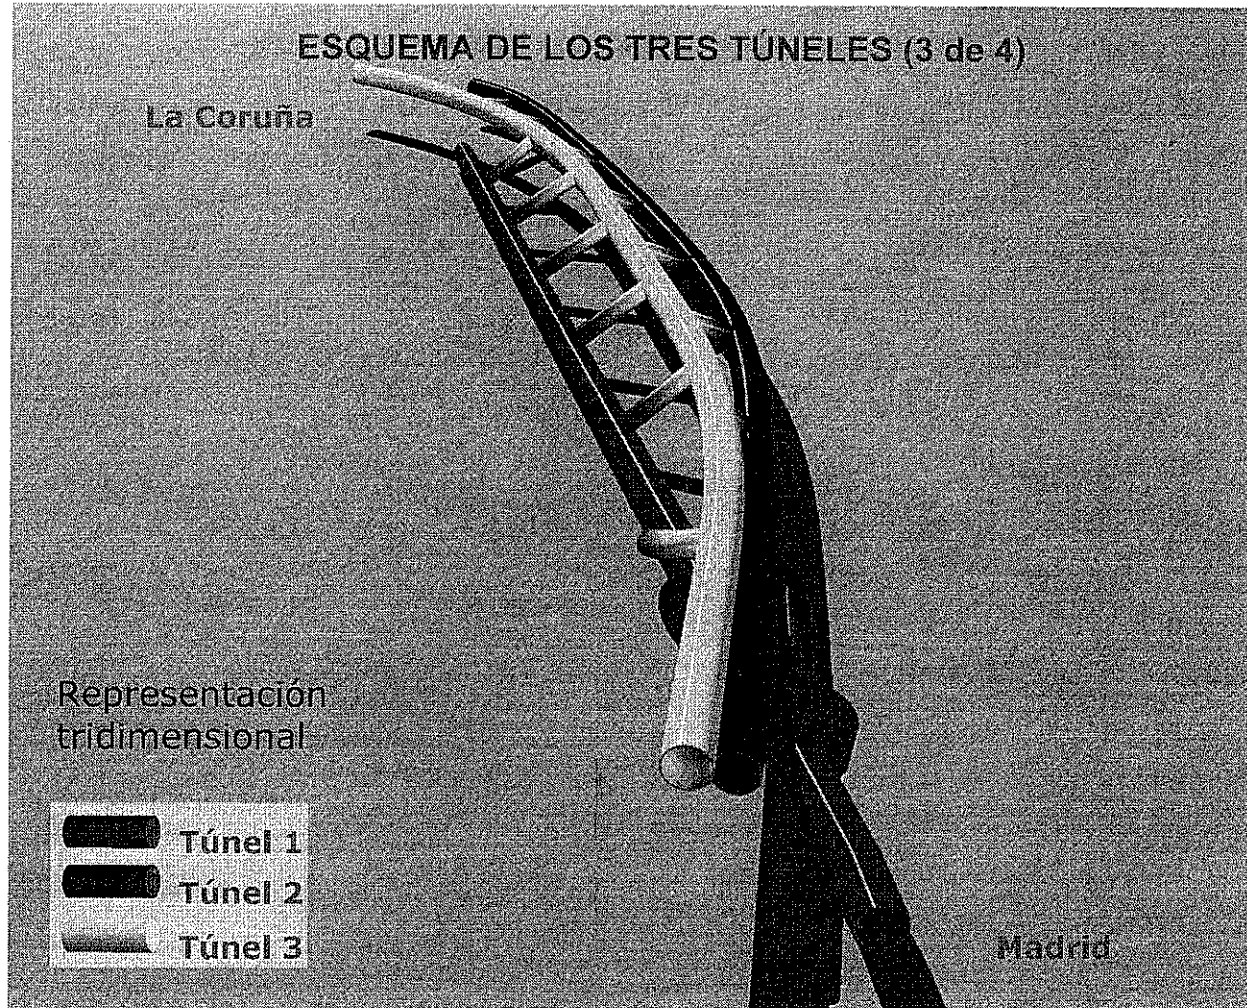 ESQUEMA DE LOS TRES TÚNELES (3 de 4)
La Coruña
Representación
tridimensional
Túnel 1
Túnel 2
Túnel 3
Madrid